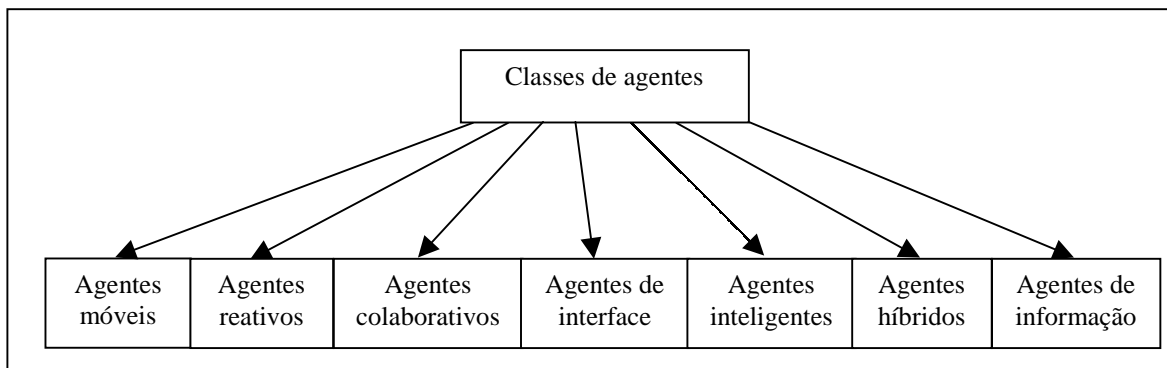 Classes de agentes
Agentes
móveis
Agentes
reativos
Agentes
colaborativos
Agentes de
interface
Agentes
inteligentes
Agentes
híbridos
Agentes de
informação